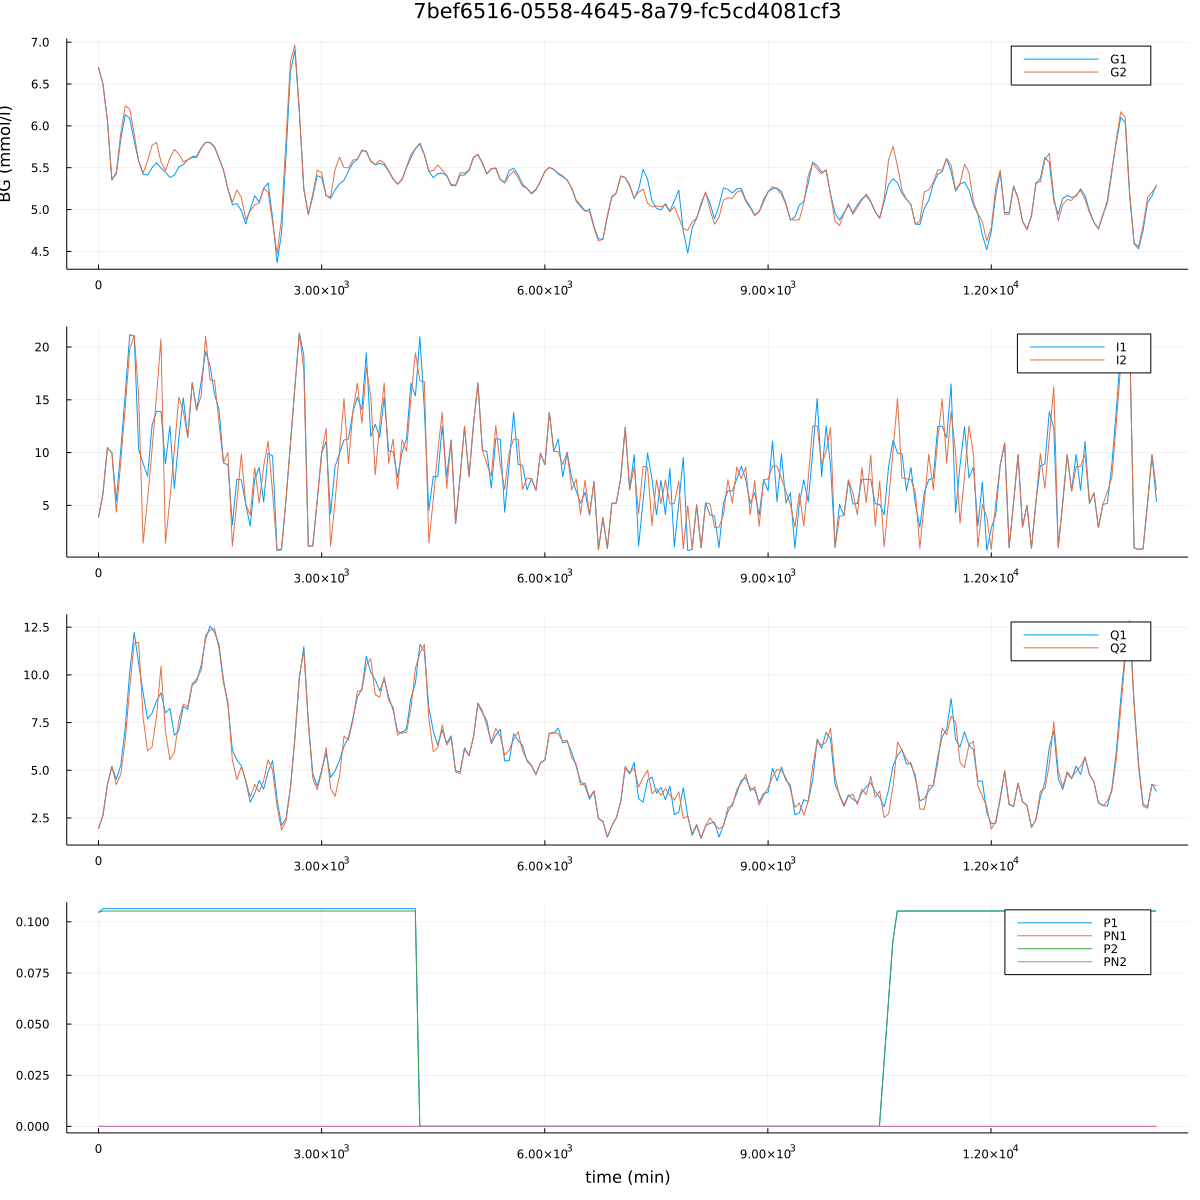 7bef6516-0558-4645-8a79-fc5cd4081cf3
BG (mmol/l)
7.0
6.5
6.0
5.5
5.0
4.5
G1
G2
0 3.00×10³ 6.00×10³ 9.00×10³ 1.20×10⁴
20
15
10
5
I1
I2
0 3.00×10³ 6.00×10³ 9.00×10³ 1.20×10⁴
12.5
10.0
7.5
5.0
2.5
Q1
Q2
0 3.00×10³ 6.00×10³ 9.00×10³ 1.20×10⁴
0.100
0.075
0.050
0.025
0.000
P1
PN1
P2
PN2
0 3.00×10³ 6.00×10³ 9.00×10³ 1.20×10⁴
time (min)